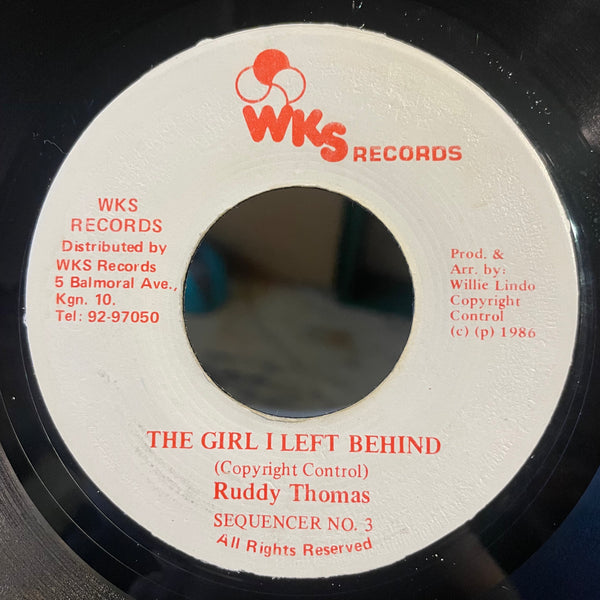 WKS RECORDS
WKS
RECORDS
Distributed by
WKS Records
5 Balmoral Ave.,
Kgn. 10.
Tel: 92-97050
Prod. &
Arr. by:
Willie Lindo
Copyright
Control
(c) (p) 1986
THE GIRL I LEFT BEHIND
(Copyright Control)
Ruddy Thomas
SEQUENCER NO. 3
All Rights Reserved